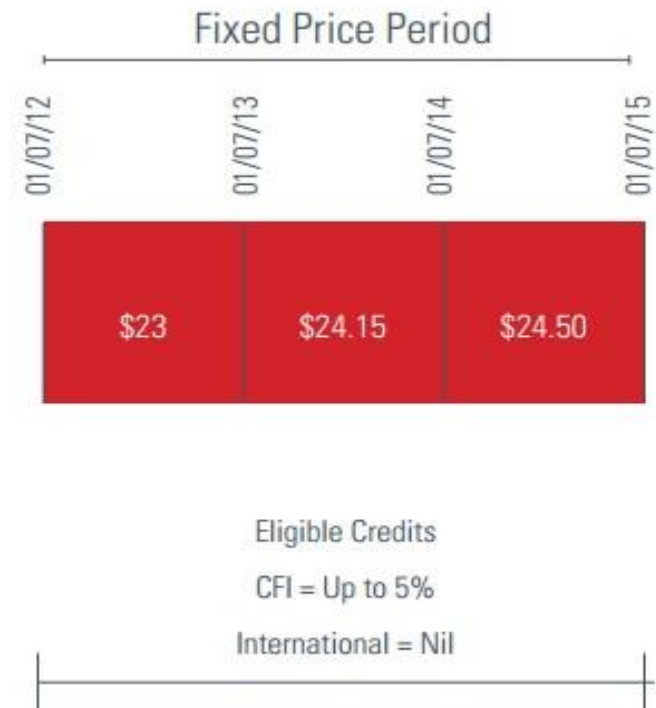 Fixed Price Period
01/07/12
01/07/13
01/07/14
01/07/15
$23
$24.15
$24.50
Eligible Credits
CFI = Up to 5%
International = Nil